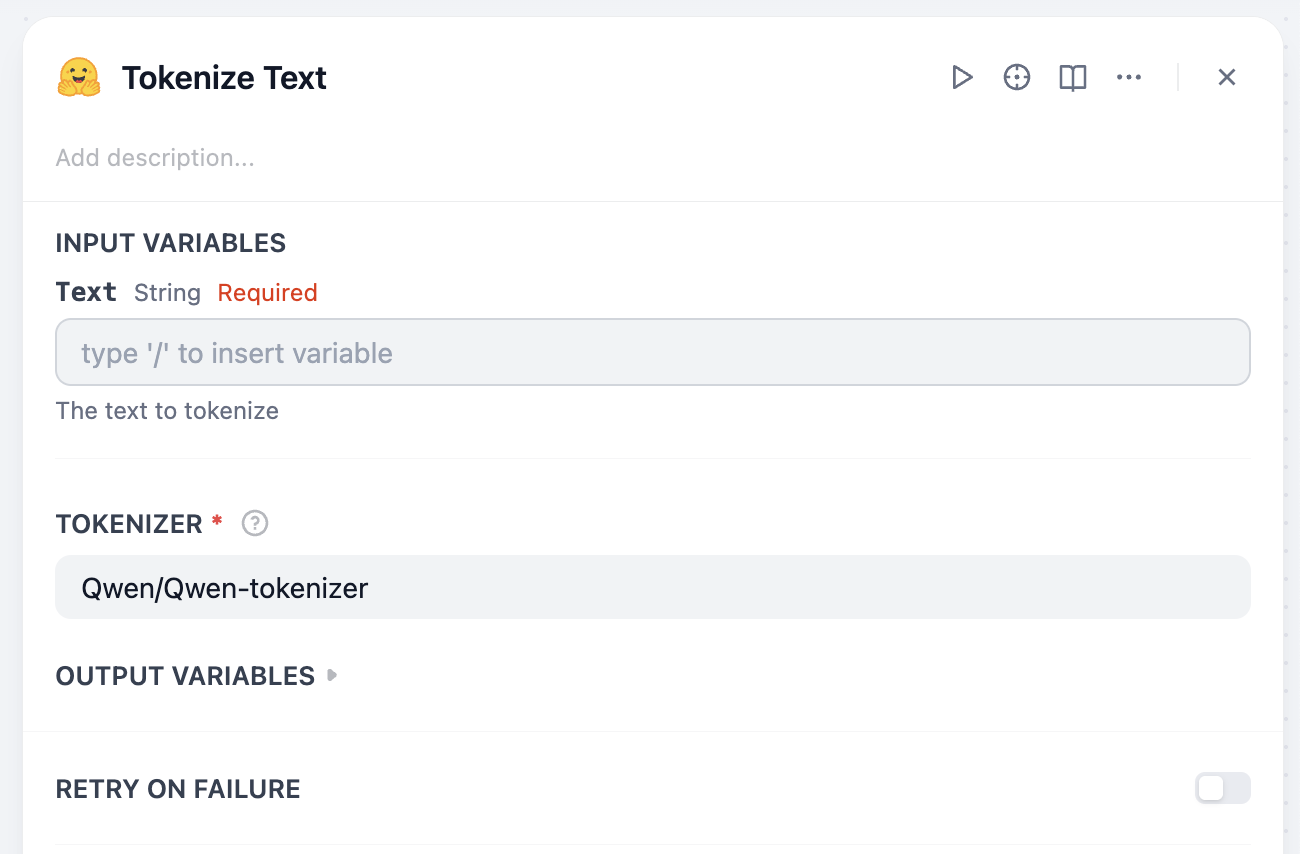 Tokenize Text
Add description...
INPUT VARIABLES
Text String Required
type '/' to insert variable
The text to tokenize
TOKENIZER * ?
Qwen/Qwen-tokenizer
OUTPUT VARIABLES
RETRY ON FAILURE